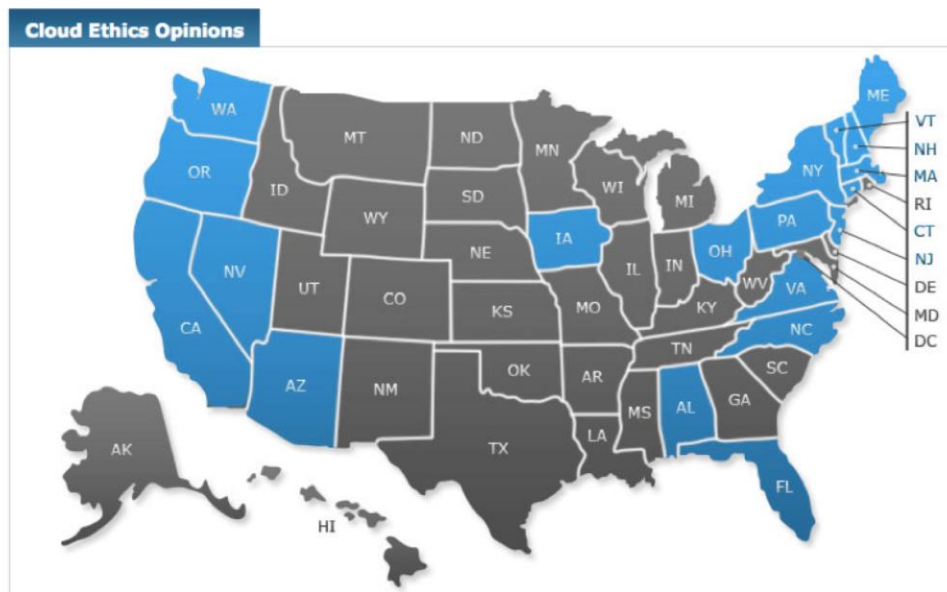 Cloud Ethics Opinions
WA
MT
ND
MN
ME
VT
NH
OR
ID
SD
WI
MI
NY
MA
RI
WY
IA
PA
CT
NV
NE
OH
NJ
UT
CO
IL
IN
WV
VA
DE
CA
KS
MO
KY
MD
NC
DC
AZ
NM
OK
AR
TN
SC
MS
AL
GA
TX
LA
AK
FL
HI